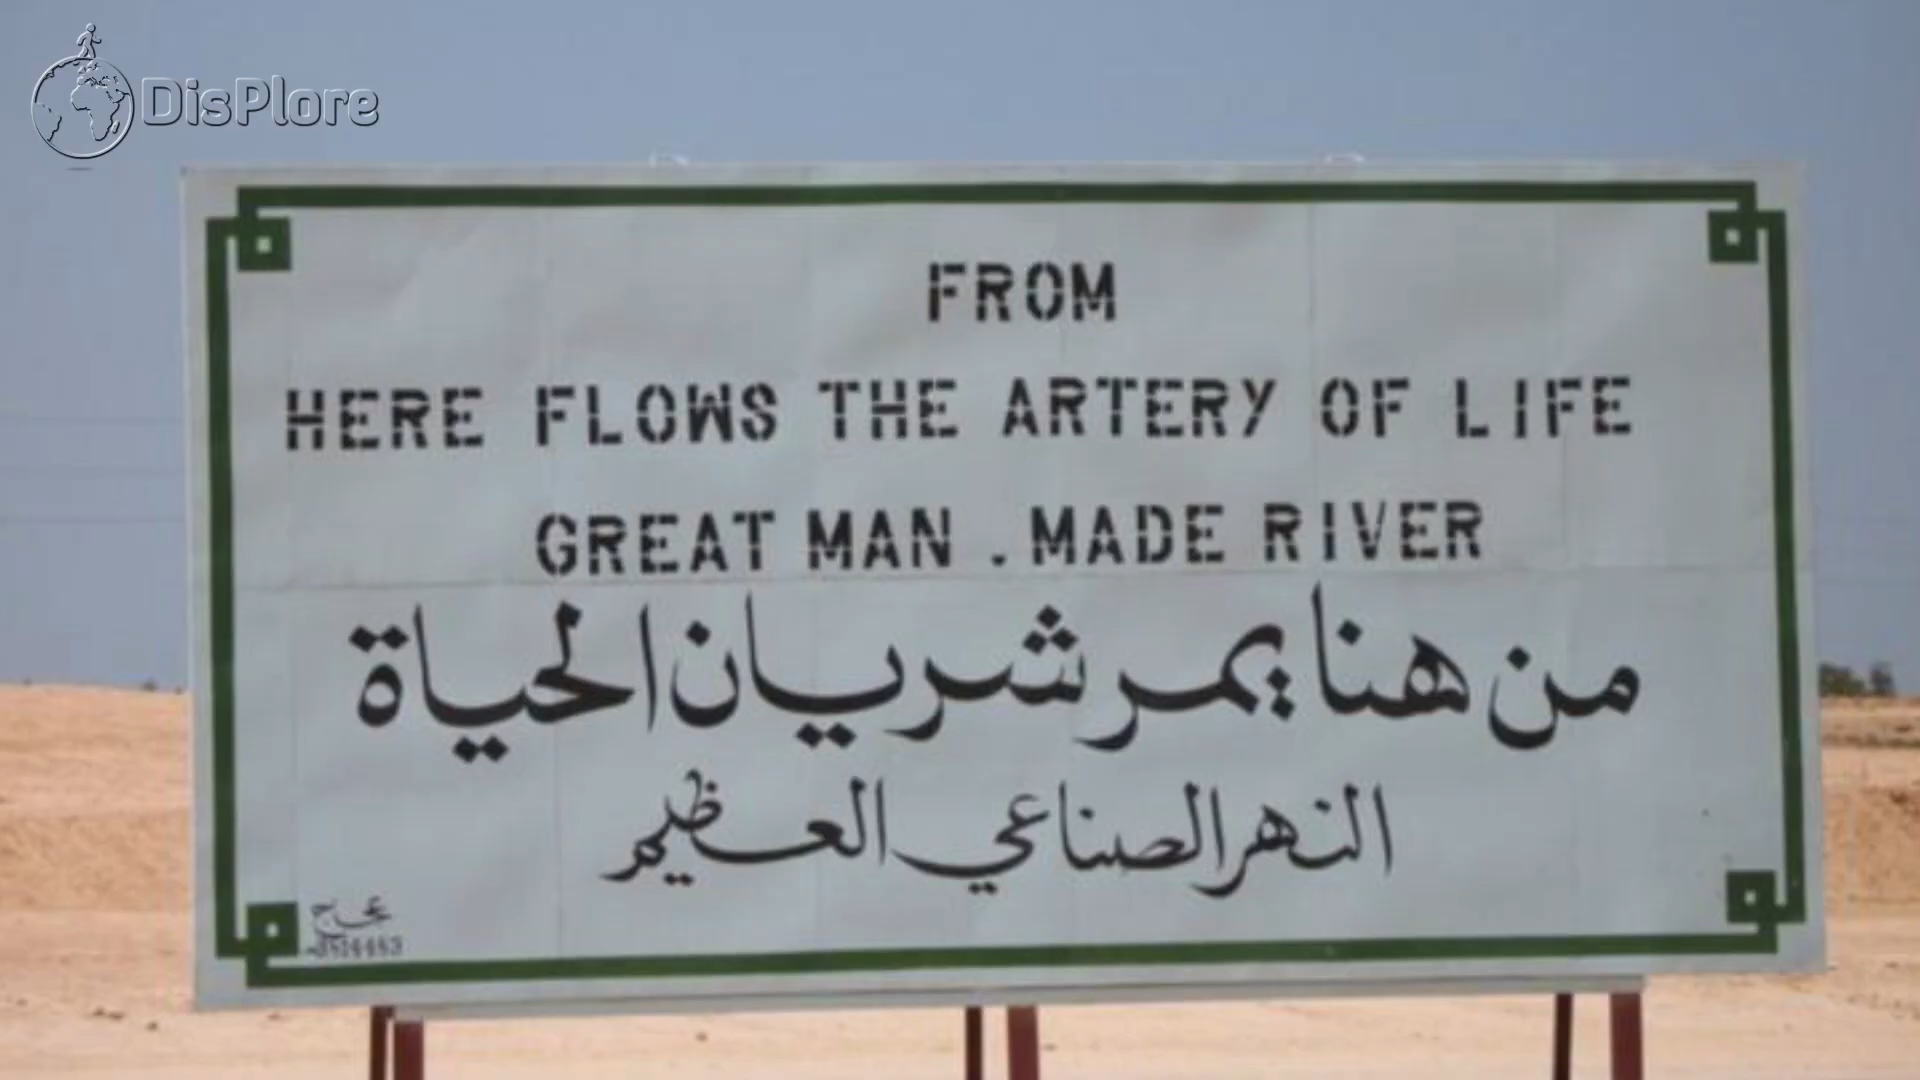 DisPlore
FROM
HERE FLOWS THE ARTERY OF LIFE
GREAT MAN . MADE RIVER
من هنا يمر شريان الحياة
النهر الصناعي العظيم